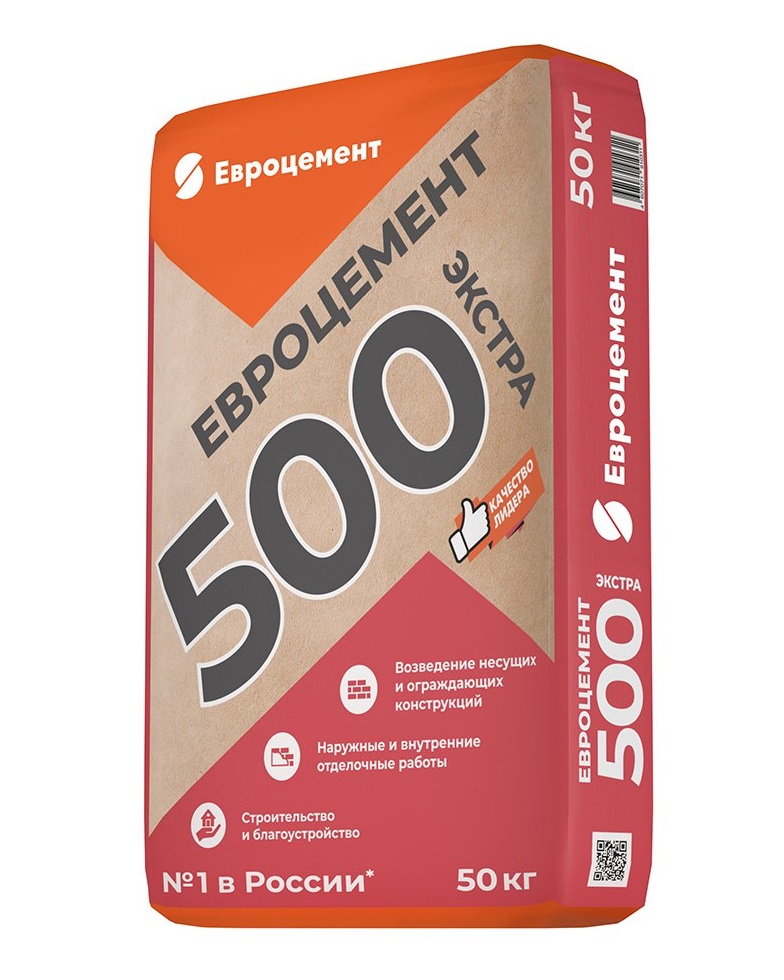 Евроцемент
ЕВРОЦЕМЕНТ
500
ЭКСТРА
КАЧЕСТВО
ЛИДЕРА
Возведение несущих
и ограждающих
конструкций
Наружные и внутренние
отделочные работы
Строительство
и благоустройство
№1 в России*
50 кг
50 кг
Евроцемент
ЭКСТРА
ЕВРОЦЕМЕНТ
500